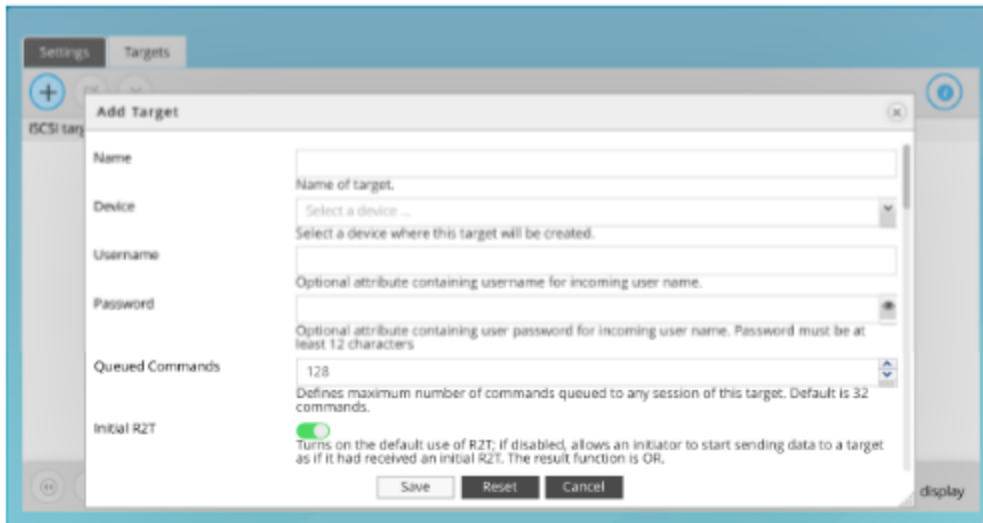 Settings
Targets
iSCSI targ
Add Target
Name
Name of target.
Device
Select a device ...
Select a device where this target will be created.
Username
Optional attribute containing username for incoming user name.
Password
Optional attribute containing user password for incoming user name. Password must be at
least 12 characters
Queued Commands
128
Defines maximum number of commands queued to any session of this target. Default is 32
commands.
Initial R2T
Turns on the default use of R2T; if disabled, allows an initiator to start sending data to a target
as if it had received an initial R2T. The result function is OR.
Save
Reset
Cancel
display